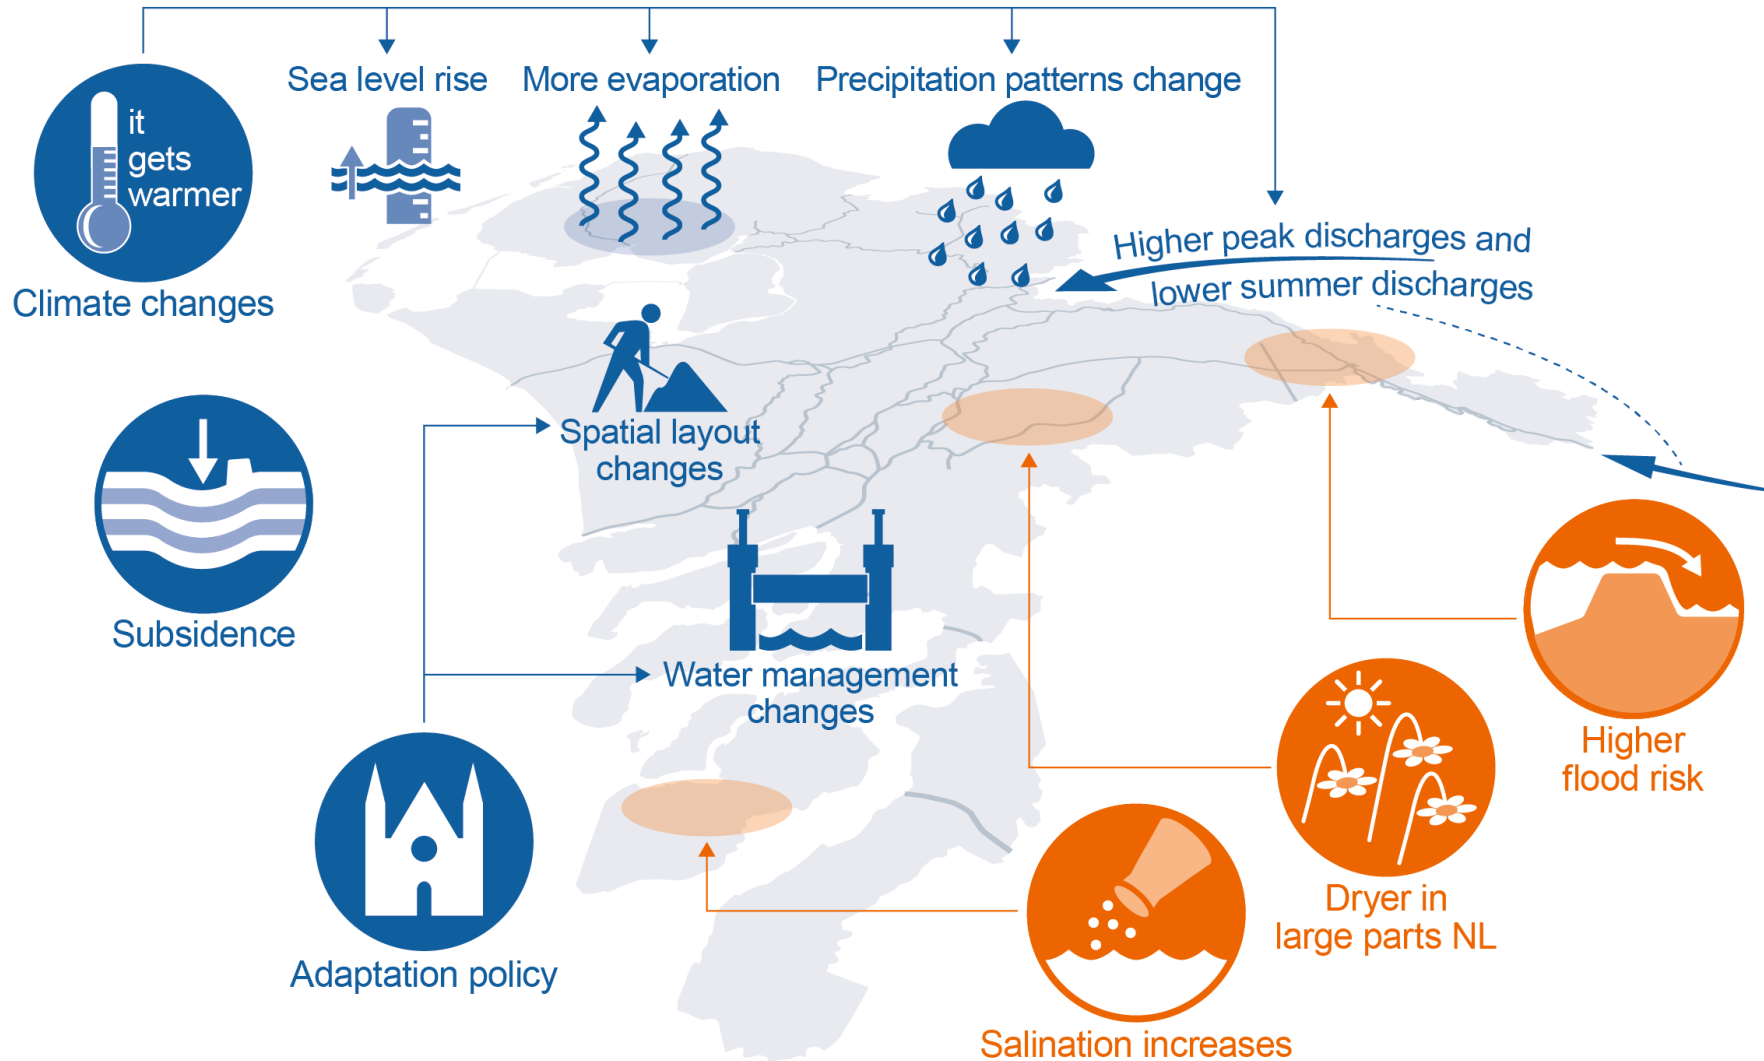 it
gets
warmer
Climate changes
Sea level rise
More evaporation
Precipitation patterns change
Higher peak discharges and
lower summer discharges
Spatial layout
changes
Subsidence
Water management
changes
Adaptation policy
Higher
flood risk
Dryer in
large parts NL
Salination increases